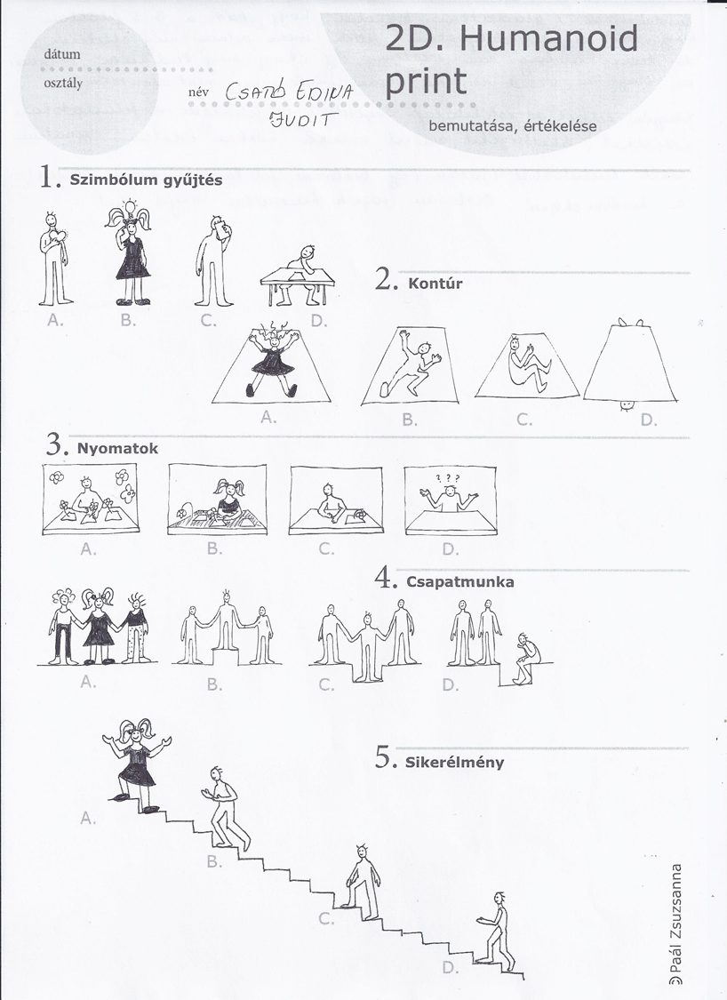 dátum
osztály
név CSATÓ EDINA
JUDIT
2D. Humanoid
print
bemutatása, értékelése
1. Szimbólum gyűjtés
A. B. C. D.
2. Kontúr
A. B. C. D.
3. Nyomatok
? ? ?
A. B. C. D.
4. Csapatmunka
A. B. C. D.
5. Sikerélmény
A.
B.
C.
D.
Paál Zsuzsanna